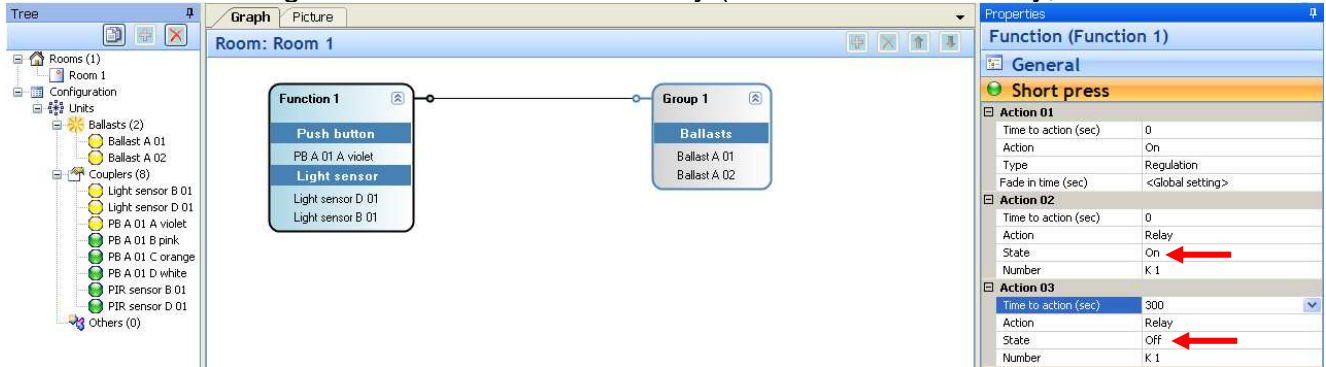 Tree
Rooms (1)
Room 1
Configuration
Units
Ballasts (2)
Ballast A 01
Ballast A 02
Couplers (8)
Light sensor B 01
Light sensor D 01
PB A 01 A violet
PB A 01 B pink
PB A 01 C orange
PB A 01 D white
PIR sensor B 01
PIR sensor D 01
Others (0)
Graph Picture
Room: Room 1
Function 1
Push button
PB A 01 A violet
Light sensor
Light sensor D 01
Light sensor B 01
Group 1
Ballasts
Ballast A 01
Ballast A 02
Properties
Function (Function 1)
General
Short press
Action 01
Time to action (sec) 0
Action On
Type Regulation
Fade in time (sec) <Global setting>
Action 02
Time to action (sec) 0
Action Relay
State On
Number K 1
Action 03
Time to action (sec) 300
Action Relay
State Off
Number K 1